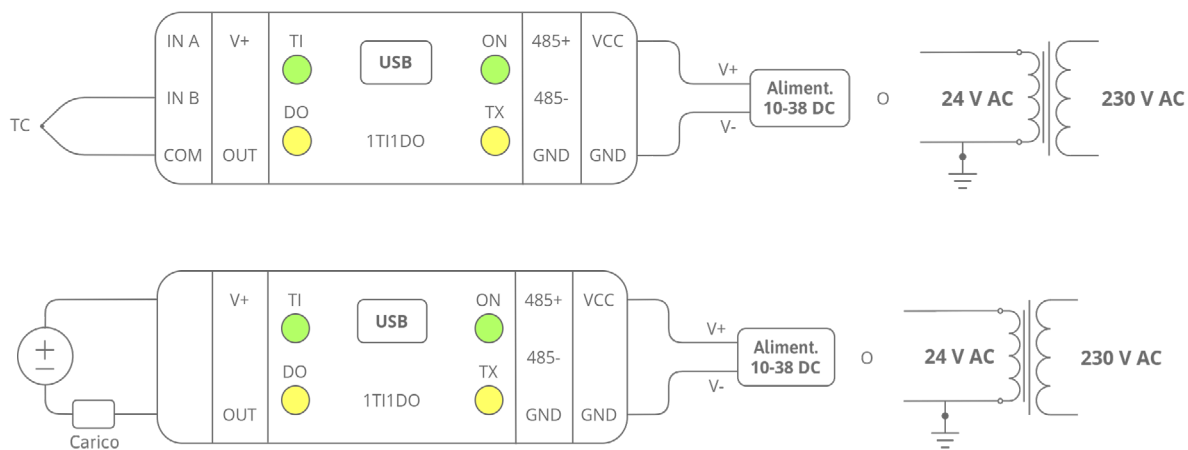 IN A V+ TI USB ON 485+ VCC
IN B 485-
COM OUT DO 1TI1DO TX GND GND
TC
V+
V-
Aliment.
10-38 DC
O
24 V AC
230 V AC
V+ TI USB ON 485+ VCC
485-
OUT DO 1TI1DO TX GND GND
+
−
Carico
V+
V-
Aliment.
10-38 DC
O
24 V AC
230 V AC